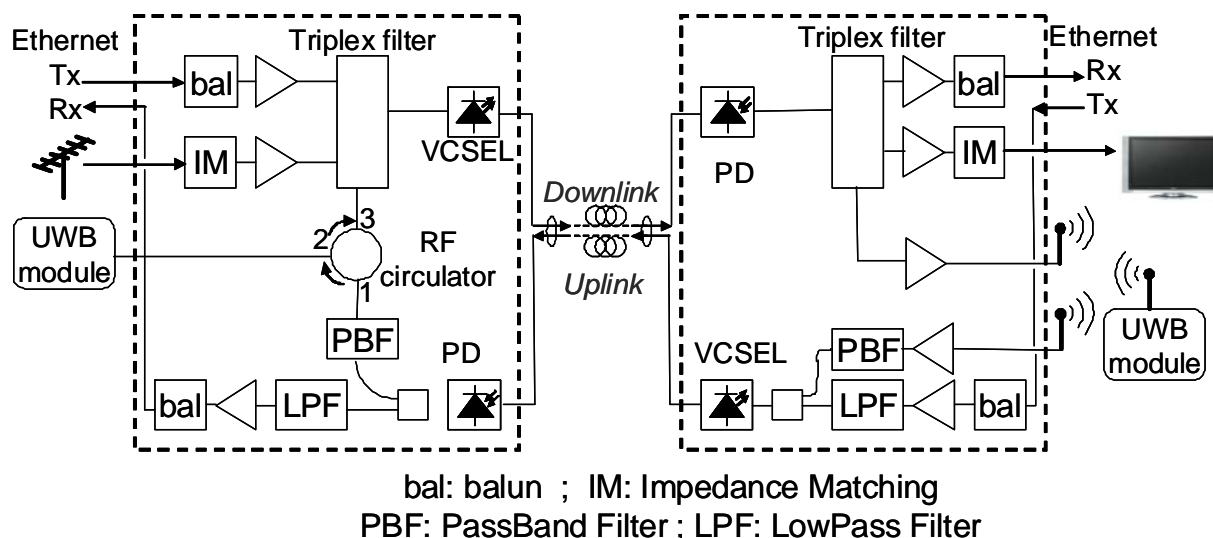 Ethernet
Tx
Rx
Triplex filter
bal
IM
VCSEL
UWB
module
2
3
1
RF
circulator
PBF
PD
bal
LPF
Downlink
Uplink
Triplex filter
Ethernet
Rx
Tx
bal
IM
PD
VCSEL
PBF
LPF
bal
UWB
module
bal: balun ; IM: Impedance Matching
PBF: PassBand Filter ; LPF: LowPass Filter